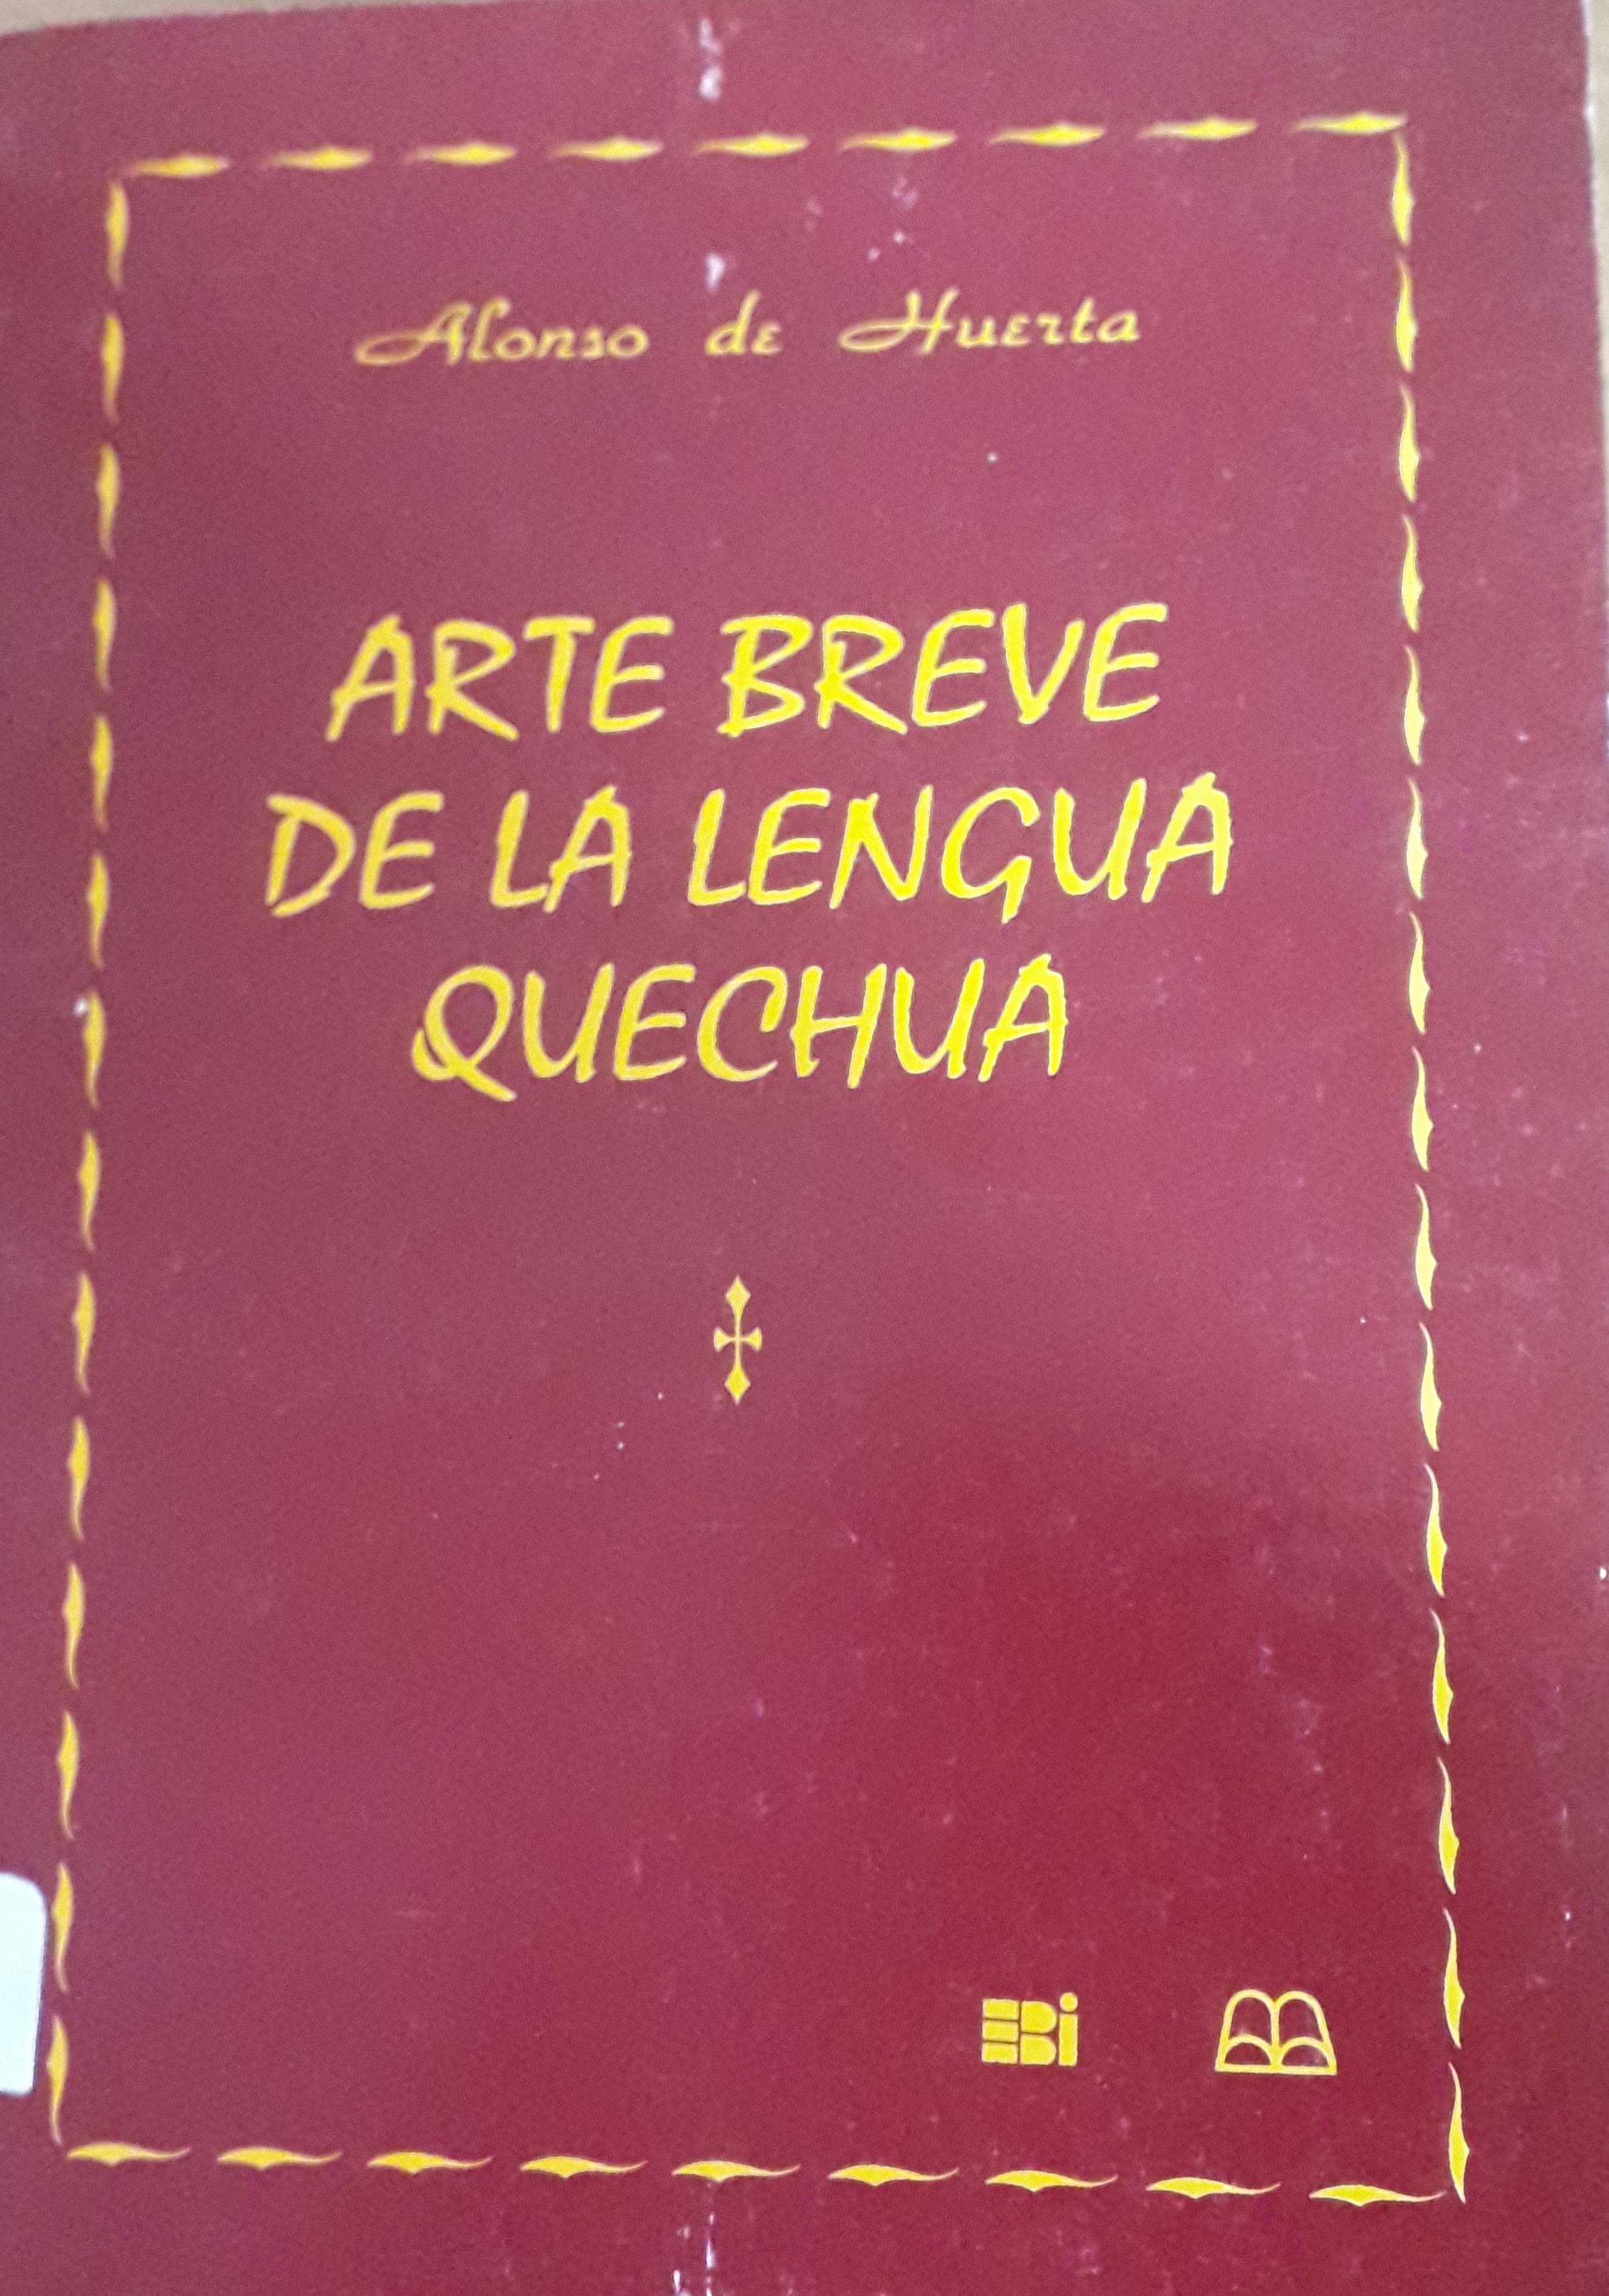 Alonso de Huerta
ARTE BREVE
DE LA LENGUA
QUECHUA
EBi